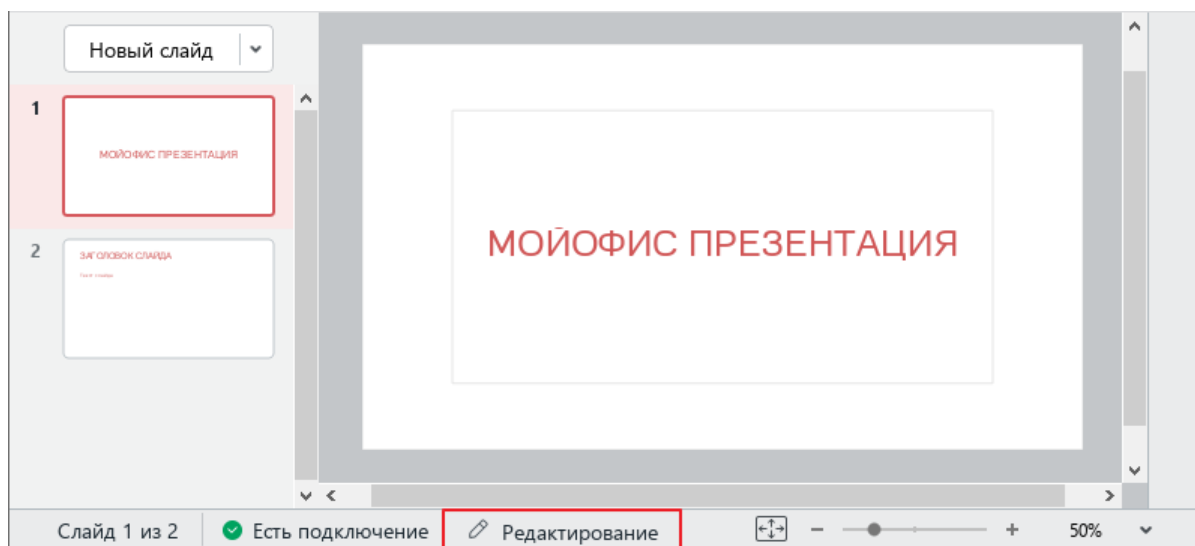 Новый слайд
1
МОЙОФИС ПРЕЗЕНТАЦИЯ
2
ЗАГОЛОВОК СЛАЙДА
МОЙОФИС ПРЕЗЕНТАЦИЯ
Слайд 1 из 2
Есть подключение
Редактирование
50%